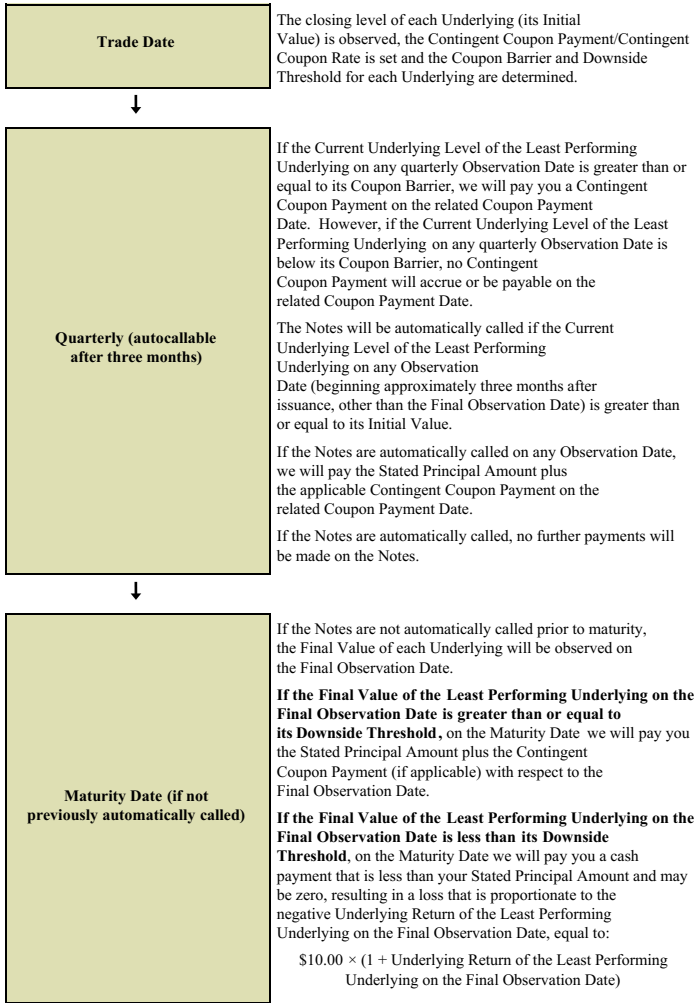 Trade Date
The closing level of each Underlying (its Initial
Value) is observed, the Contingent Coupon Payment/Contingent
Coupon Rate is set and the Coupon Barrier and Downside
Threshold for each Underlying are determined.
Quarterly (autocallable
after three months)
If the Current Underlying Level of the Least Performing
Underlying on any quarterly Observation Date is greater than or
equal to its Coupon Barrier, we will pay you a Contingent
Coupon Payment on the related Coupon Payment
Date. However, if the Current Underlying Level of the Least
Performing Underlying on any quarterly Observation Date is
below its Coupon Barrier, no Contingent
Coupon Payment will accrue or be payable on the
related Coupon Payment Date.
The Notes will be automatically called if the Current
Underlying Level of the Least Performing
Underlying on any Observation
Date (beginning approximately three months after
issuance, other than the Final Observation Date) is greater than
or equal to its Initial Value.
If the Notes are automatically called on any Observation Date,
we will pay the Stated Principal Amount plus
the applicable Contingent Coupon Payment on the
related Coupon Payment Date.
If the Notes are automatically called, no further payments will
be made on the Notes.
Maturity Date (if not
previously automatically called)
If the Notes are not automatically called prior to maturity,
the Final Value of each Underlying will be observed on
the Final Observation Date.
If the Final Value of the Least Performing Underlying on the
Final Observation Date is greater than or equal to
its Downside Threshold, on the Maturity Date we will pay you
the Stated Principal Amount plus the Contingent
Coupon Payment (if applicable) with respect to the
Final Observation Date.
If the Final Value of the Least Performing Underlying on the
Final Observation Date is less than its Downside
Threshold, on the Maturity Date we will pay you a cash
payment that is less than your Stated Principal Amount and may
be zero, resulting in a loss that is proportionate to the
negative Underlying Return of the Least Performing
Underlying on the Final Observation Date, equal to:
$10.00 × (1 + Underlying Return of the Least Performing
Underlying on the Final Observation Date)